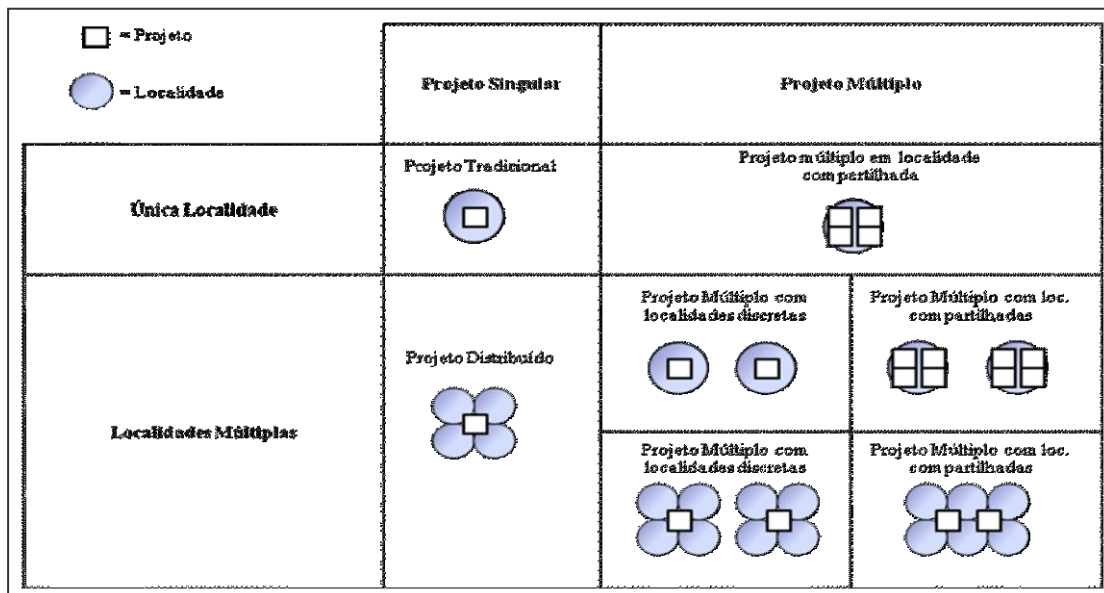 = Projeto
= Localidade
Projeto Singular
Projeto Múltiplo
Única Localidade
Projeto Tradicional
Projeto múltiplo em localidade
compartilhada
Localidades Múltiplas
Projeto Distribuído
Projeto Múltiplo com
localidades discretas
Projeto Múltiplo com loc.
compartilhadas
Projeto Múltiplo com
localidades discretas
Projeto Múltiplo com loc.
compartilhadas